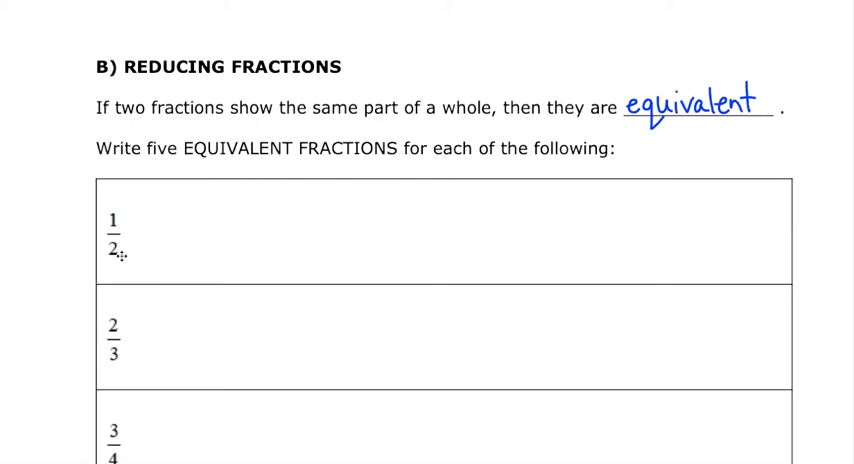 B) REDUCING FRACTIONS
If two fractions show the same part of a whole, then they are equivalent.
Write five EQUIVALENT FRACTIONS for each of the following:
1
2
2
3
3
4